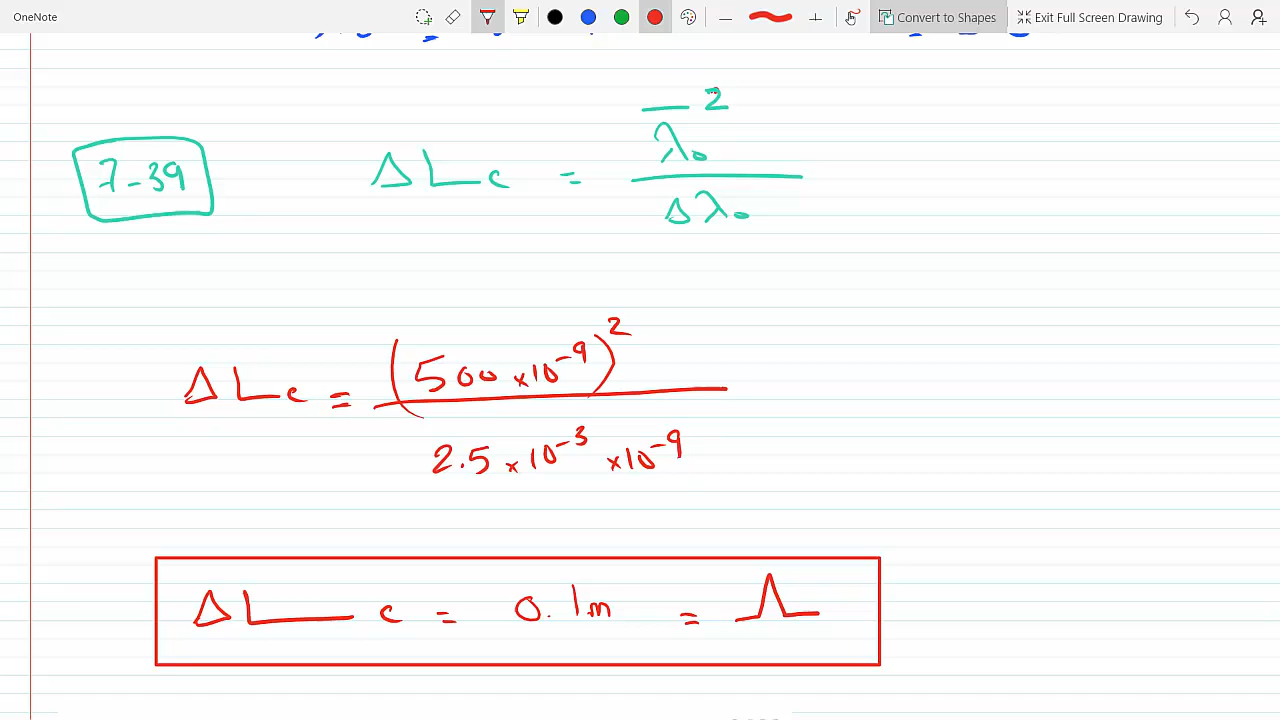 OneNote
Convert to Shapes
Exit Full Screen Drawing
7-39
ΔLc = λ̄₀² / Δλ₀
ΔLc = (500 × 10⁻⁹)² / 2.5 × 10⁻³ × 10⁻⁹
ΔLc = 0.1m =